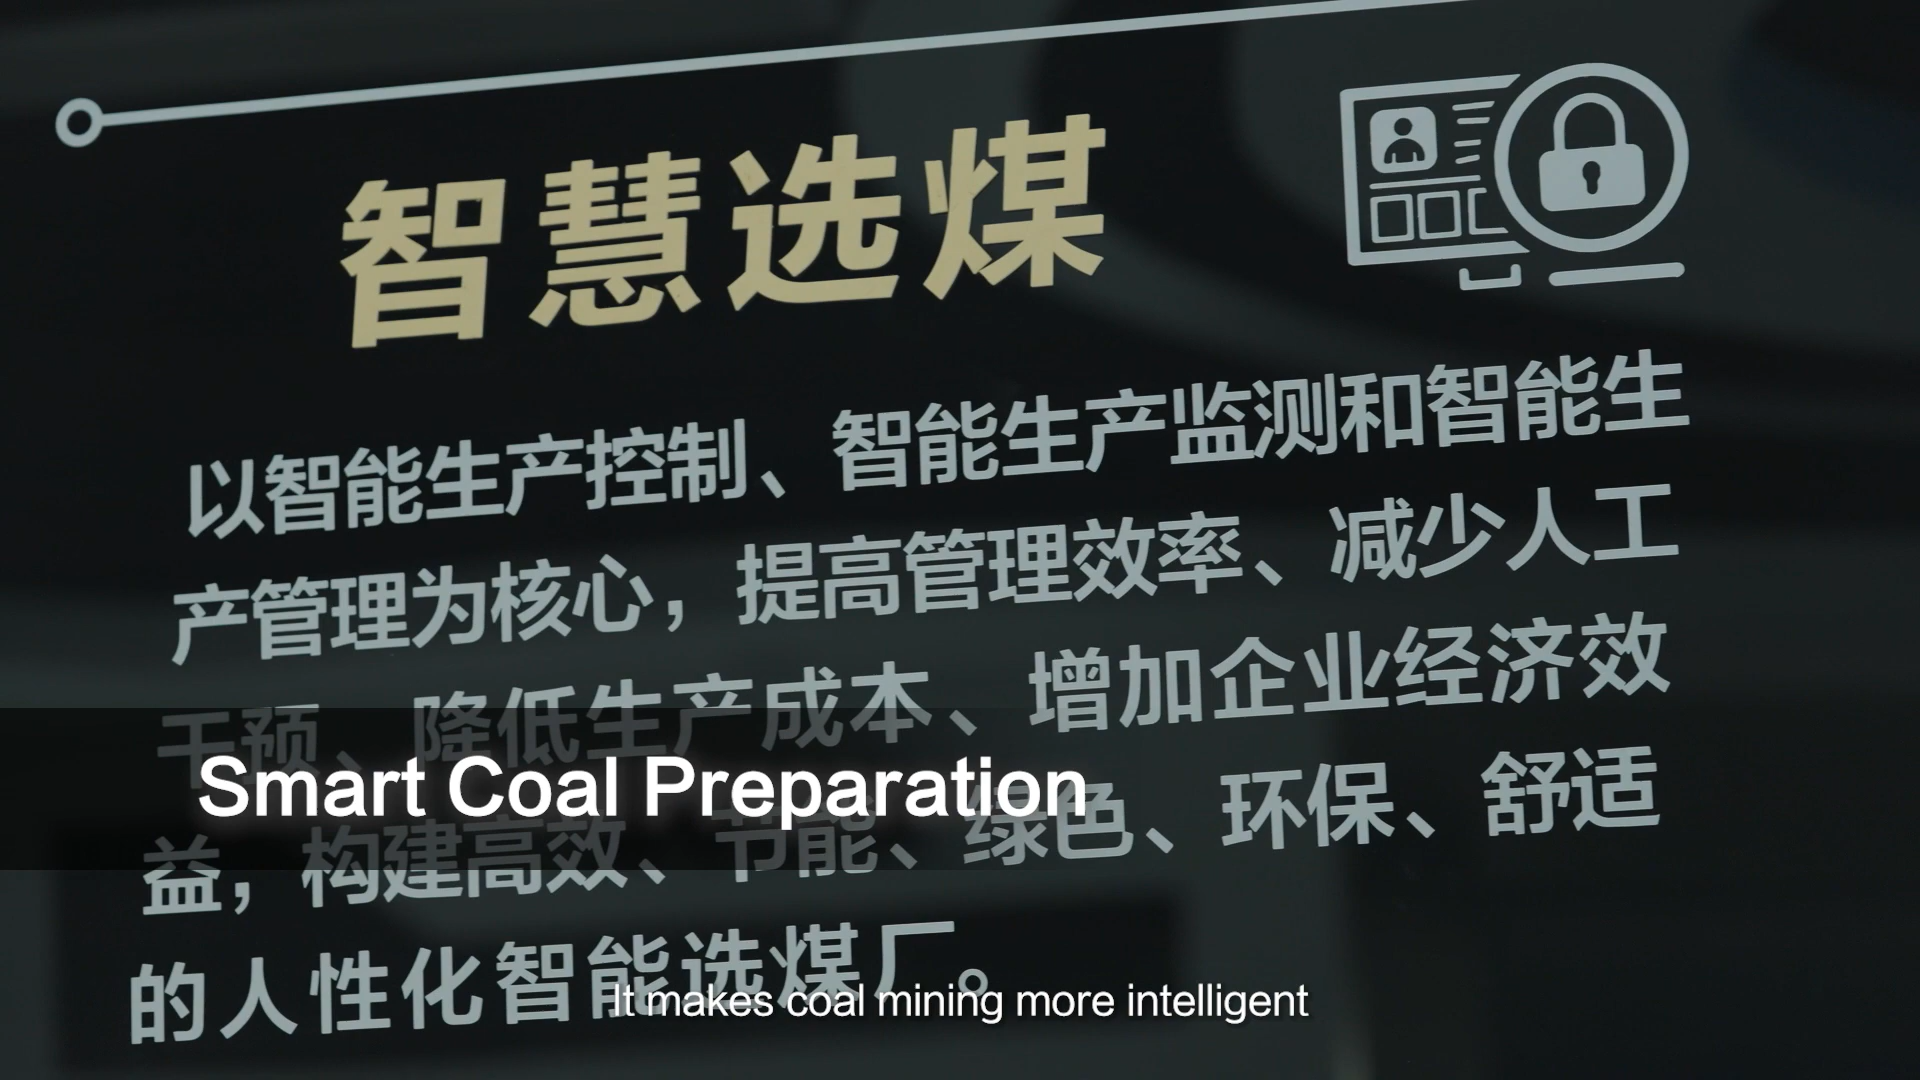 智慧选煤
以智能生产控制、智能生产监测和智能生
产管理为核心，提高管理效率、减少人工
干预、降低生产成本、增加企业经济效
Smart Coal Preparation
益，构建高效、节能、绿色、环保、舒适
的人性化智能选煤厂。
It makes coal mining more intelligent